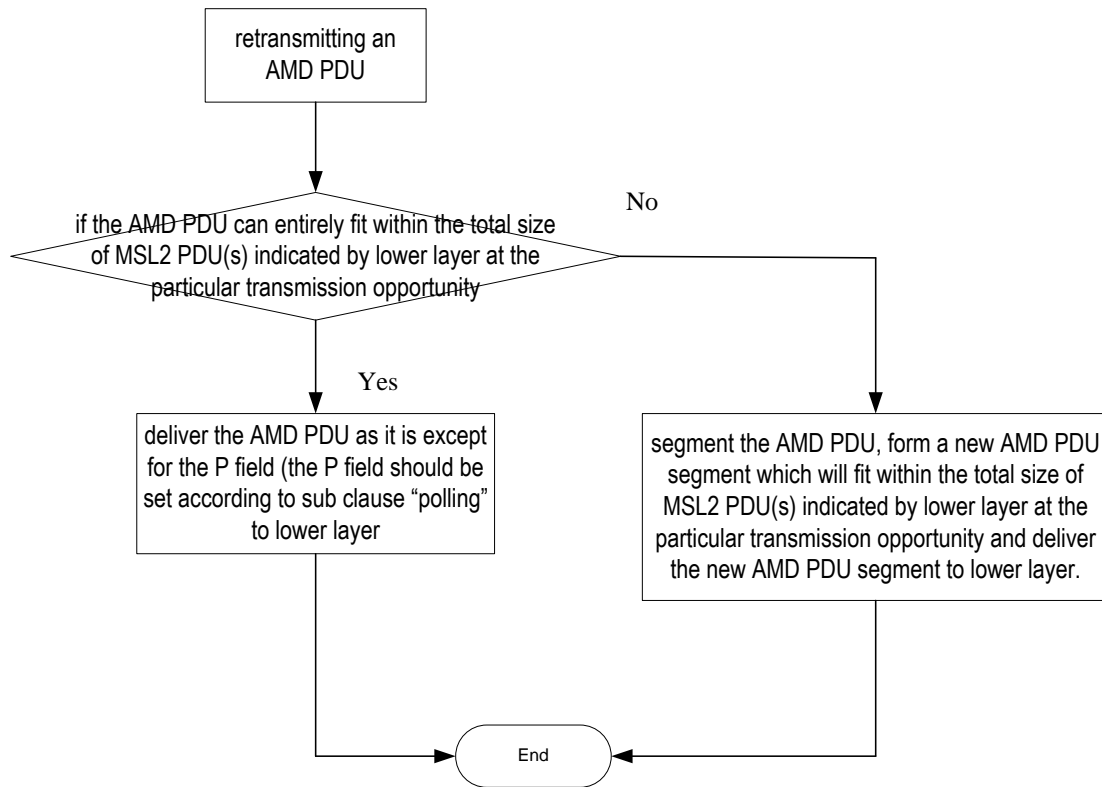 retransmitting an
AMD PDU
if the AMD PDU can entirely fit within the total size
of MSL2 PDU(s) indicated by lower layer at the
particular transmission opportunity
No
Yes
deliver the AMD PDU as it is except
for the P field (the P field should be
set according to sub clause “polling”
to lower layer
segment the AMD PDU, form a new AMD PDU
segment which will fit within the total size of
MSL2 PDU(s) indicated by lower layer at the
particular transmission opportunity and deliver
the new AMD PDU segment to lower layer.
End